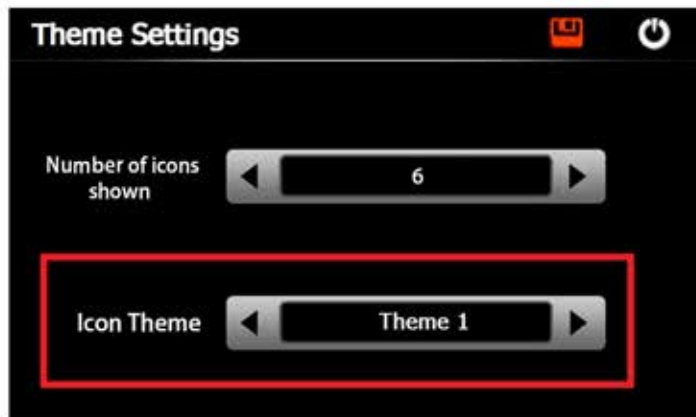 Theme Settings
Number of icons
shown
6
Icon Theme
Theme 1